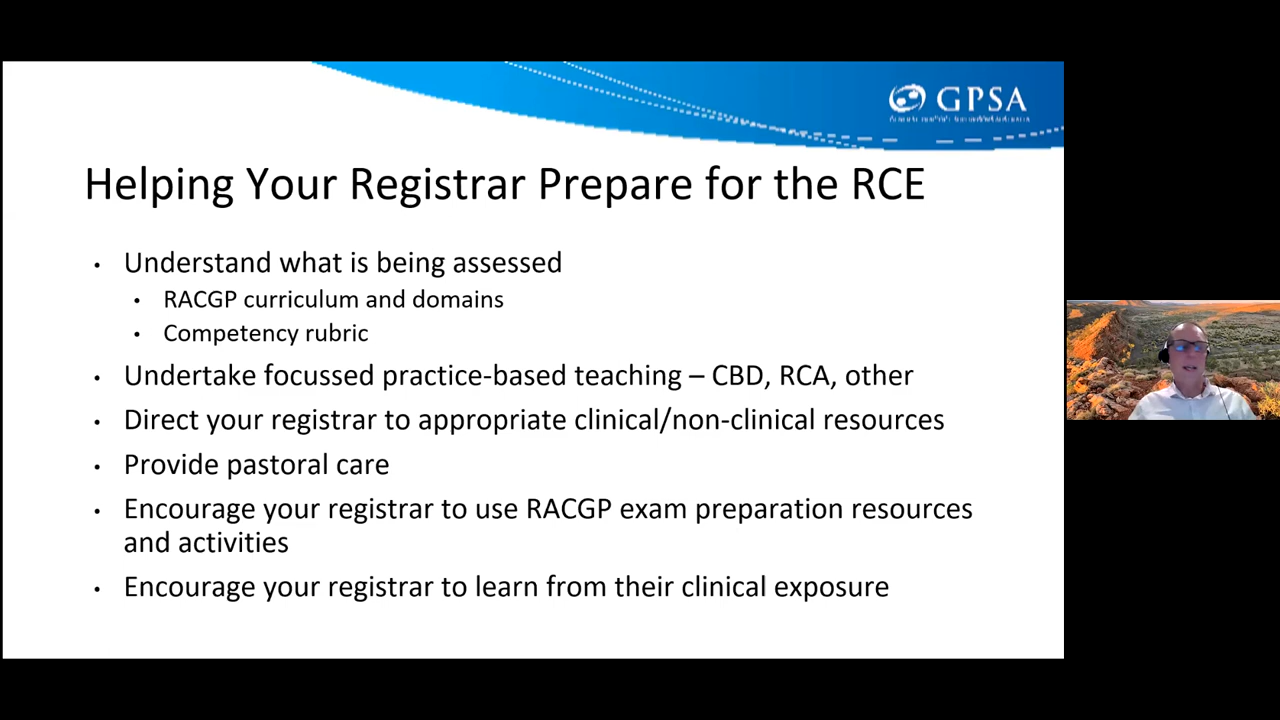 GPSA
Helping Your Registrar Prepare for the RCE
• Understand what is being assessed
• RACGP curriculum and domains
• Competency rubric
• Undertake focussed practice-based teaching – CBD, RCA, other
• Direct your registrar to appropriate clinical/non-clinical resources
• Provide pastoral care
• Encourage your registrar to use RACGP exam preparation resources
and activities
• Encourage your registrar to learn from their clinical exposure